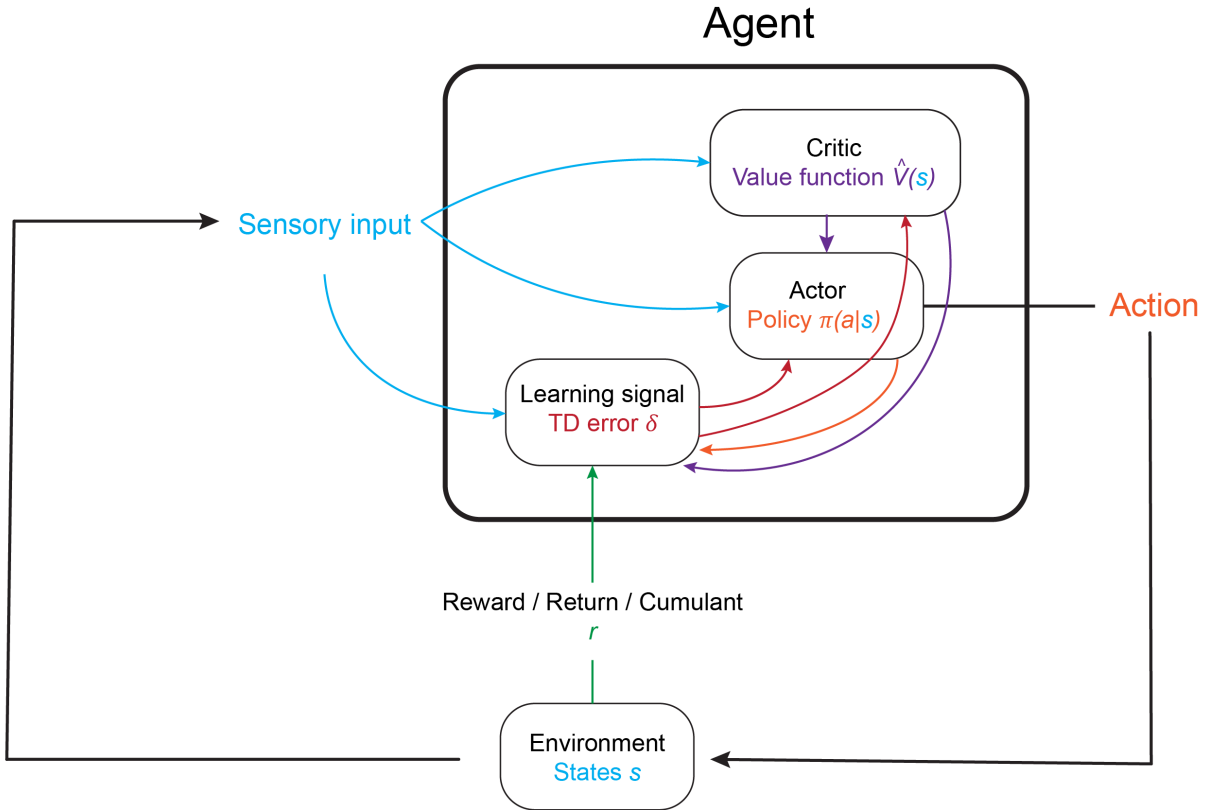 Agent
Critic
Value function V̂(s)
Sensory input
Actor
Policy π(a|s)
Action
Learning signal
TD error δ
Reward / Return / Cumulant
r
Environment
States s